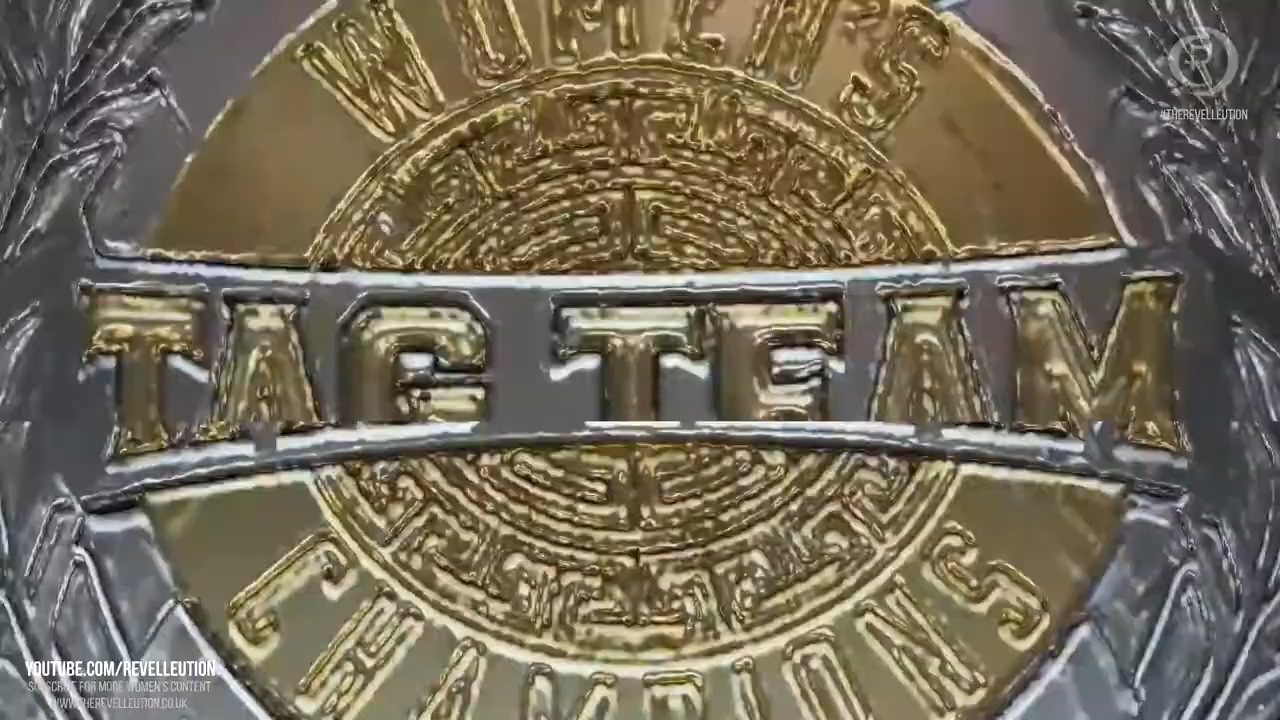 WOMEN'S
#THEREVELLEUTION
TAG TEAM
CHAMPIONS
YOUTUBE.COM/REVELLEUTION
SUBSCRIBE FOR MORE WOMEN'S CONTENT
WWW.THEREVELLEUTION.CO.UK